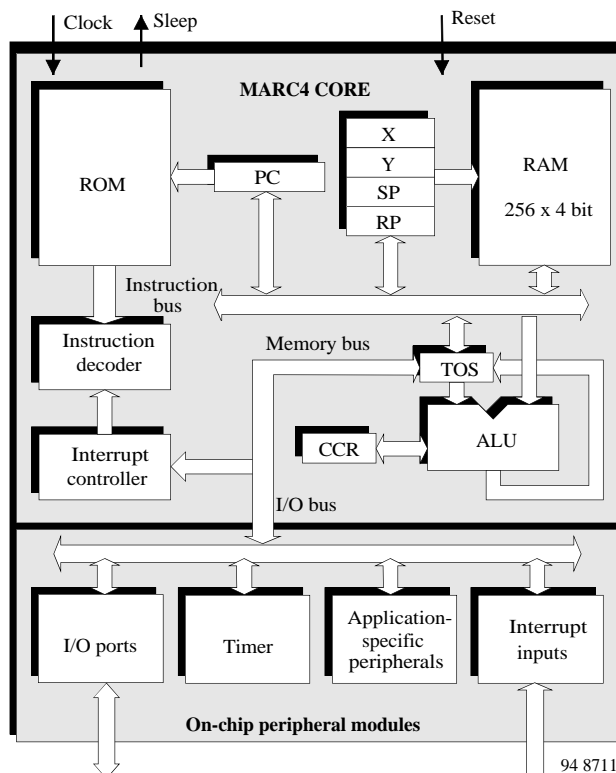 Clock
Sleep
Reset
MARC4 CORE
ROM
PC
X
Y
SP
RP
RAM
256 x 4 bit
Instruction
bus
Instruction
decoder
Memory bus
TOS
CCR
ALU
Interrupt
controller
I/O bus
I/O ports
Timer
Application-
specific
peripherals
Interrupt
inputs
On-chip peripheral modules
94 8711